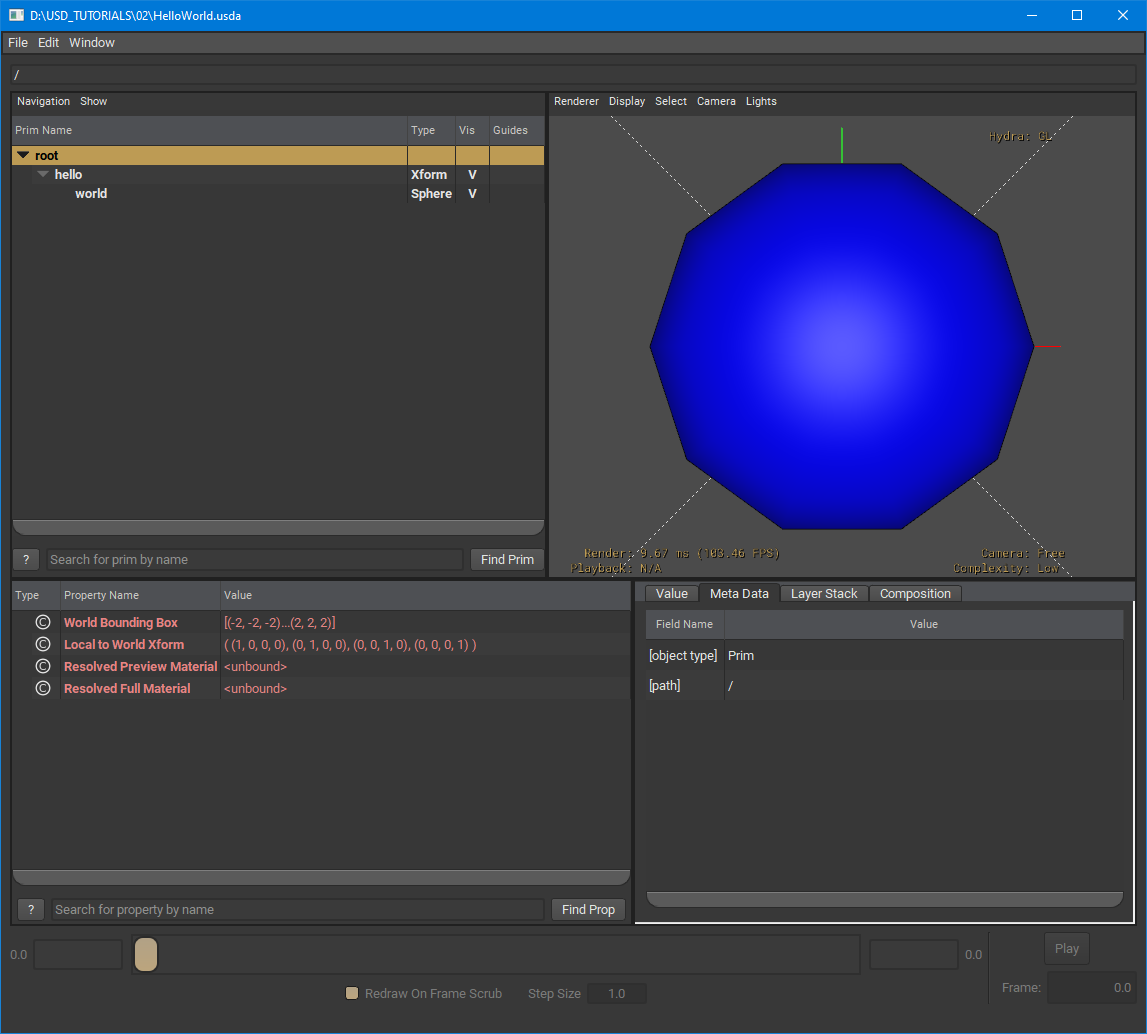 D:\USD_TUTORIALS\02\HelloWorld.usda
File Edit Window
/
Navigation Show
Prim Name Type Vis Guides
root
hello Xform V
world Sphere V
? Search for prim by name Find Prim
Renderer Display Select Camera Lights
Hydra: GL
Render: 9.67 ms (103.46 FPS)
Playback: N/A
Camera: Free
Complexity: Low
Type Property Name Value
© World Bounding Box [(-2, -2, -2)...(2, 2, 2)]
© Local to World Xform ( (1, 0, 0, 0), (0, 1, 0, 0), (0, 0, 1, 0), (0, 0, 0, 1) )
© Resolved Preview Material <unbound>
© Resolved Full Material <unbound>
? Search for property by name Find Prop
Value Meta Data Layer Stack Composition
Field Name Value
[object type] Prim
[path] /
0.0 0.0 Play
Redraw On Frame Scrub Step Size 1.0 Frame: 0.0